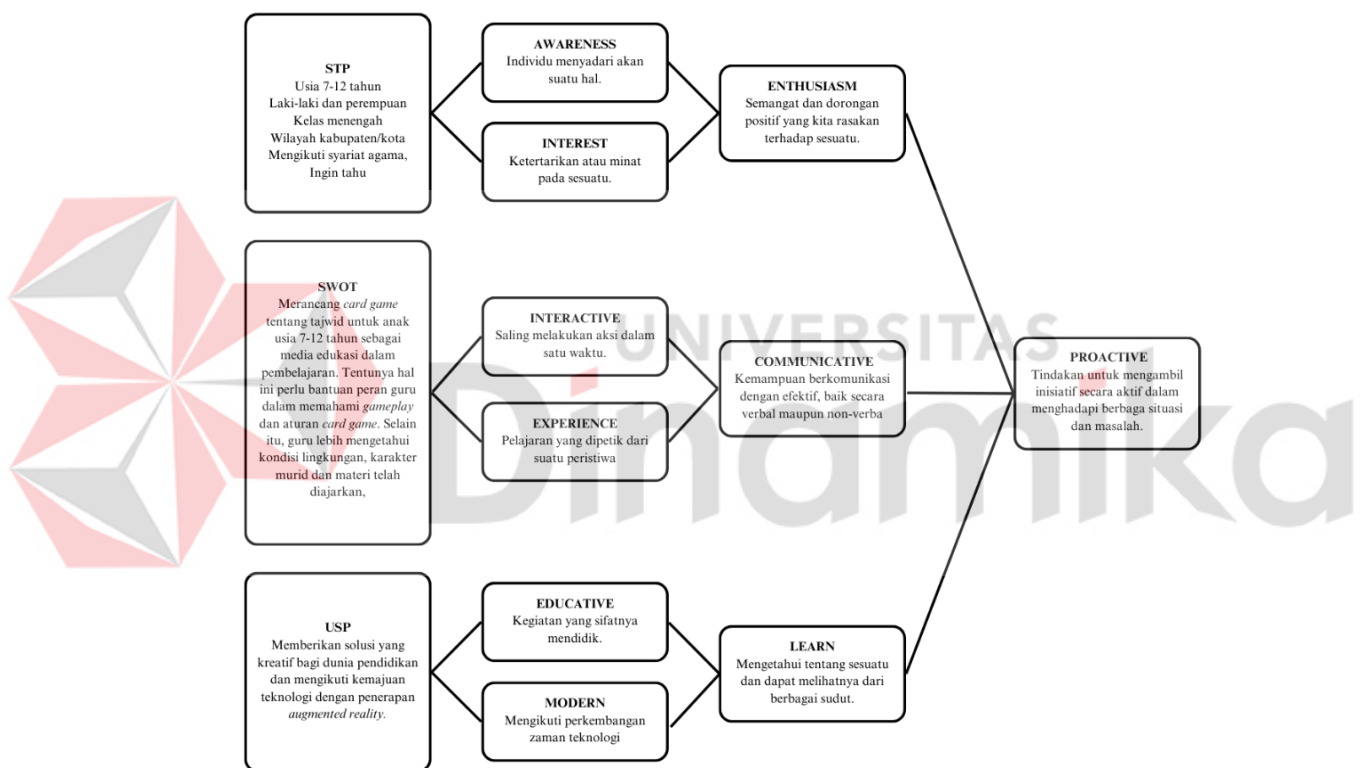 STP
Usia 7-12 tahun
Laki-laki dan perempuan
Kelas menengah
Wilayah kabupaten/kota
Mengikuti syariat agama,
Ingin tahu
AWARENESS
Individu menyadari akan
suatu hal.
INTEREST
Ketertarikan atau minat
pada sesuatu.
ENTHUSIASM
Semangat dan dorongan
positif yang kita rasakan
terhadap sesuatu.
SWOT
Merancang card game
tentang tajwid untuk anak
usia 7-12 tahun sebagai
media edukasi dalam
pembelajaran. Tentunya hal
ini perlu bantuan peran guru
dalam memahami gameplay
dan aturan card game. Selain
itu, guru lebih mengetahui
kondisi lingkungan, karakter
murid dan materi telah
diajarkan,
INTERACTIVE
Saling melakukan aksi dalam
satu waktu.
EXPERIENCE
Pelajaran yang dipetik dari
suatu peristiwa
COMMUNICATIVE
Kemampuan berkomunikasi
dengan efektif, baik secara
verbal maupun non-verba
PROACTIVE
Tindakan untuk mengambil
inisiatif secara aktif dalam
menghadapi berbaga situasi
dan masalah.
USP
Memberikan solusi yang
kreatif bagi dunia pendidikan
dan mengikuti kemajuan
teknologi dengan penerapan
augmented reality.
EDUCATIVE
Kegiatan yang sifatnya
mendidik.
MODERN
Mengikuti perkembangan
zaman teknologi
LEARN
Mengetahui tentang sesuatu
dan dapat melihatnya dari
berbagai sudut.
UNIVERSITAS
Dinamika